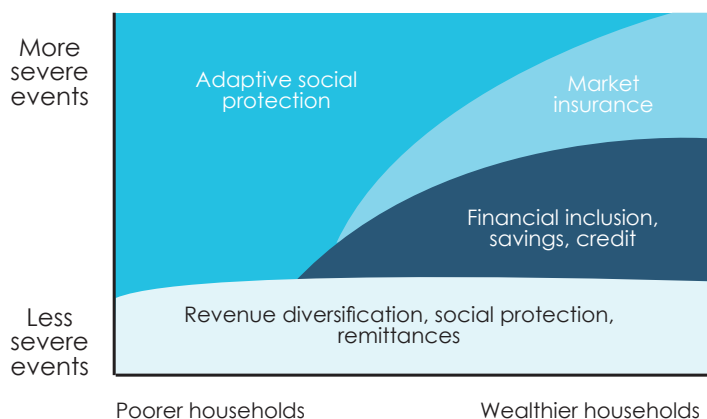 More
severe
events
Adaptive social
protection
Market
insurance
Financial inclusion,
savings, credit
Less
severe
events
Revenue diversification, social protection,
remittances
Poorer households
Wealthier households